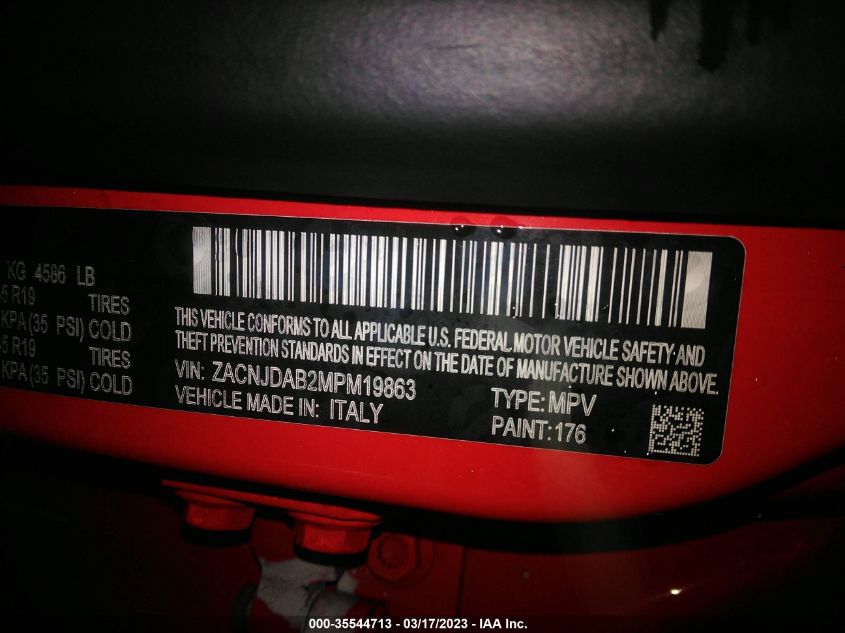 KG 4586 LB
5 R19 TIRES
KPA (35 PSI) COLD
5 R19 TIRES
KPA (35 PSI) COLD
THIS VEHICLE CONFORMS TO ALL APPLICABLE U.S. FEDERAL MOTOR VEHICLE SAFETY AND
THEFT PREVENTION STANDARDS IN EFFECT ON THE DATE OF MANUFACTURE SHOWN ABOVE.
VIN: ZACNJDAB2MPM19863
TYPE: MPV
VEHICLE MADE IN: ITALY
PAINT: 176
000-35544713 - 03/17/2023 - IAA Inc.